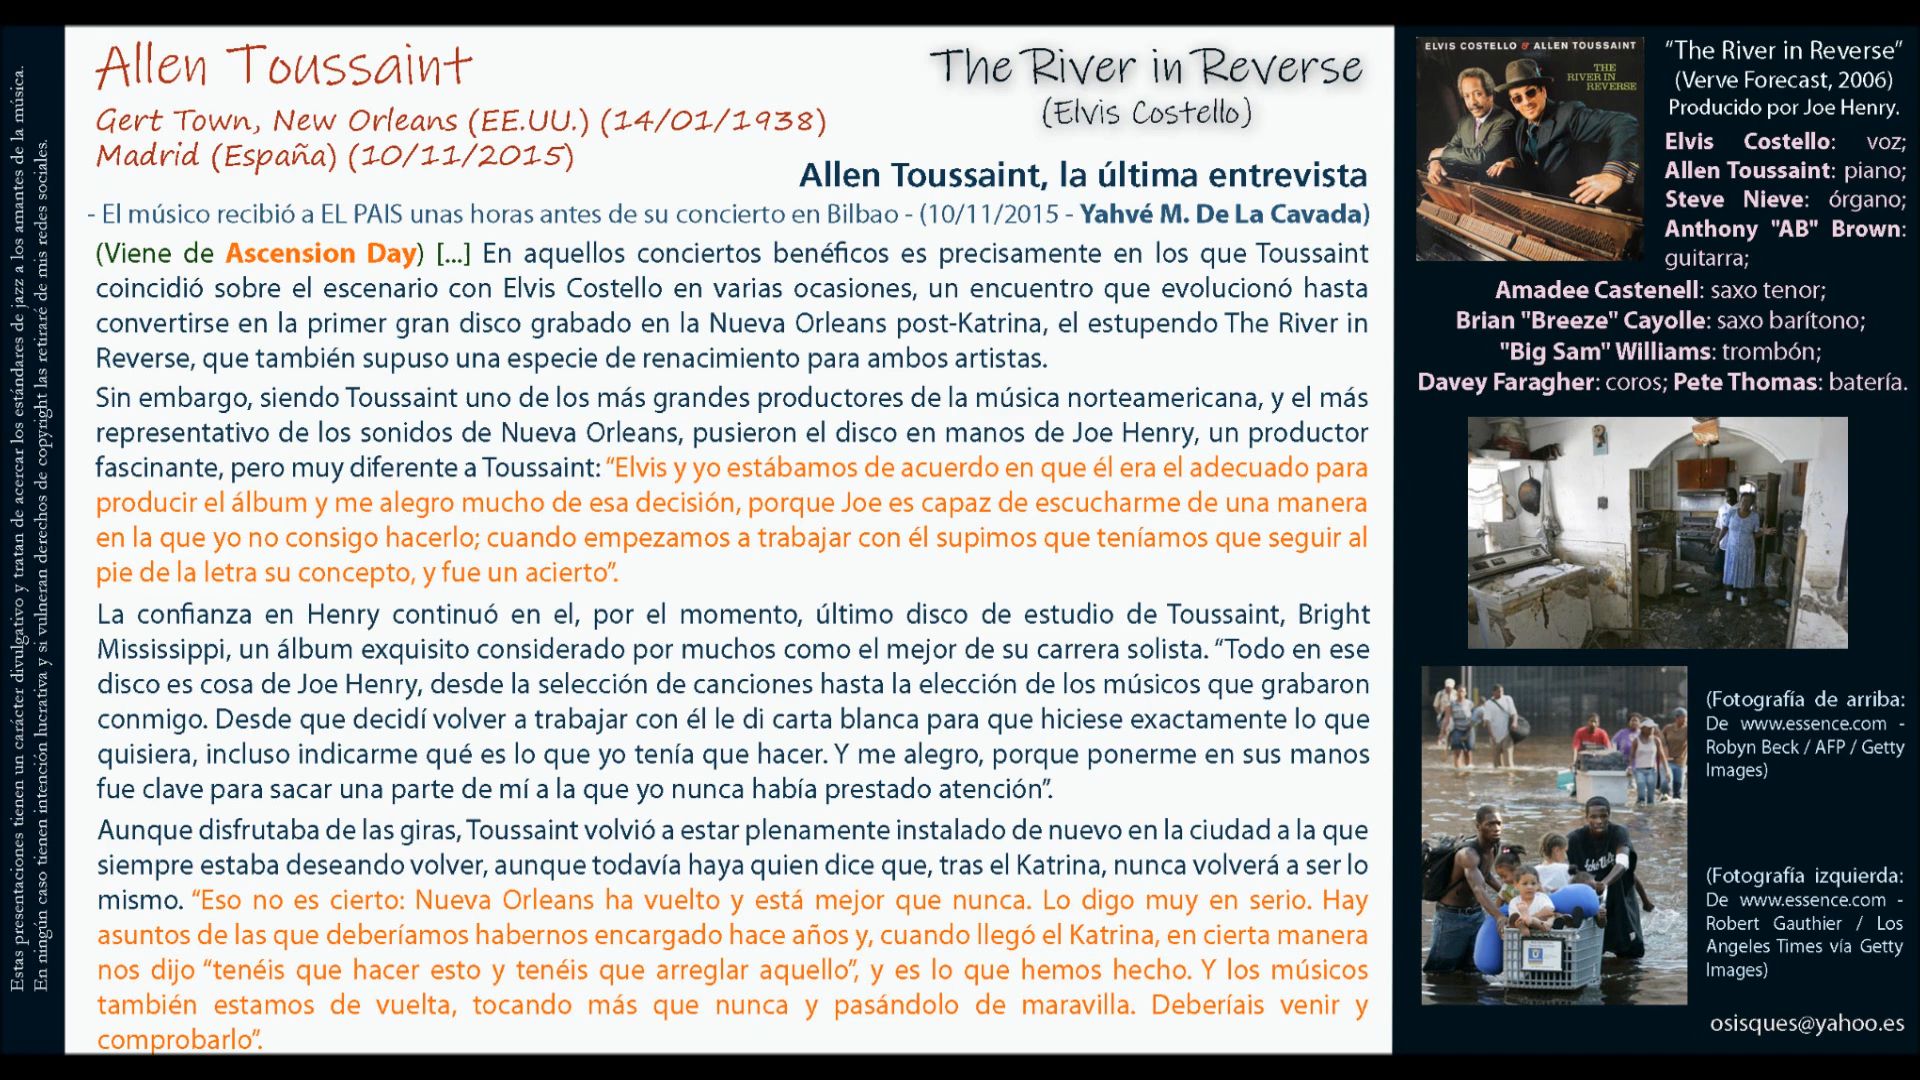 Estas presentaciones tienen un carácter divulgativo y tratan de acercar los estándares de jazz a los amantes de la música.
En ningún caso tienen intención lucrativa y si vulneran derechos de copyright las retiraré de mis redes sociales.
Allen Toussaint
Gert Town, New Orleans (EE.UU.) (14/01/1938)
Madrid (España) (10/11/2015)
The River in Reverse
(Elvis Costello)
Allen Toussaint, la última entrevista
- El músico recibió a EL PAIS unas horas antes de su concierto en Bilbao - (10/11/2015 - Yahvé M. De La Cavada)
(Viene de Ascension Day) [...] En aquellos conciertos benéficos es precisamente en los que Toussaint
coincidió sobre el escenario con Elvis Costello en varias ocasiones, un encuentro que evolucionó hasta
convertirse en la primer gran disco grabado en la Nueva Orleans post-Katrina, el estupendo The River in
Reverse, que también supuso una especie de renacimiento para ambos artistas.
Sin embargo, siendo Toussaint uno de los más grandes productores de la música norteamericana, y el más
representativo de los sonidos de Nueva Orleans, pusieron el disco en manos de Joe Henry, un productor
fascinante, pero muy diferente a Toussaint: “Elvis y yo estábamos de acuerdo en que él era el adecuado para
producir el álbum y me alegro mucho de esa decisión, porque Joe es capaz de escucharme de una manera
en la que yo no consigo hacerlo; cuando empezamos a trabajar con él supimos que teníamos que seguir al
pie de la letra su concepto, y fue un acierto”.
La confianza en Henry continuó en el, por el momento, último disco de estudio de Toussaint, Bright
Mississippi, un álbum exquisito considerado por muchos como el mejor de su carrera solista. “Todo en ese
disco es cosa de Joe Henry, desde la selección de canciones hasta la elección de los músicos que grabaron
conmigo. Desde que decidí volver a trabajar con él le di carta blanca para que hiciese exactamente lo que
quisiera, incluso indicarme qué es lo que yo tenía que hacer. Y me alegro, porque ponerme en sus manos
fue clave para sacar una parte de mí a la que yo nunca había prestado atención”.
Aunque disfrutaba de las giras, Toussaint volvió a estar plenamente instalado de nuevo en la ciudad a la que
siempre estaba deseando volver, aunque todavía haya quien dice que, tras el Katrina, nunca volverá a ser lo
mismo. “Eso no es cierto: Nueva Orleans ha vuelto y está mejor que nunca. Lo digo muy en serio. Hay
asuntos de las que deberíamos habernos encargado hace años y, cuando llegó el Katrina, en cierta manera
nos dijo “tenéis que hacer esto y tenéis que arreglar aquello”, y es lo que hemos hecho. Y los músicos
también estamos de vuelta, tocando más que nunca y pasándolo de maravilla. Deberíais venir y
comprobarlo”.
ELVIS COSTELLO & ALLEN TOUSSAINT
THE
RIVER IN
REVERSE
“The River in Reverse”
(Verve Forecast, 2006)
Producido por Joe Henry.
Elvis Costello: voz;
Allen Toussaint: piano;
Steve Nieve: órgano;
Anthony "AB" Brown:
guitarra;
Amadee Castenell: saxo tenor;
Brian "Breeze" Cayolle: saxo barítono;
"Big Sam" Williams: trombón;
Davey Faragher: coros; Pete Thomas: batería.
(Fotografía de arriba:
De www.essence.com -
Robyn Beck / AFP / Getty
Images)
(Fotografía izquierda:
De www.essence.com -
Robert Gauthier / Los
Angeles Times vía Getty
Images)
osisques@yahoo.es